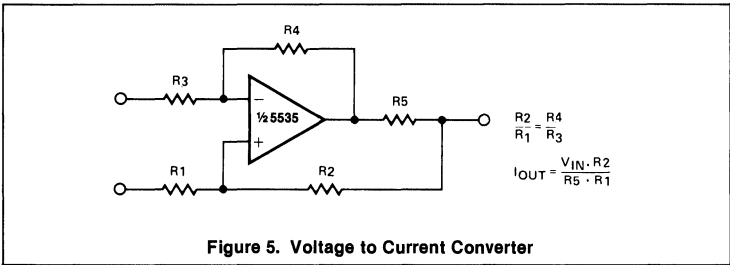 R4
R3
R5
½ 5535
−
+
R1
R2
R2/R1 = R4/R3
IOUT = VIN · R2 / R5 · R1
Figure 5. Voltage to Current Converter